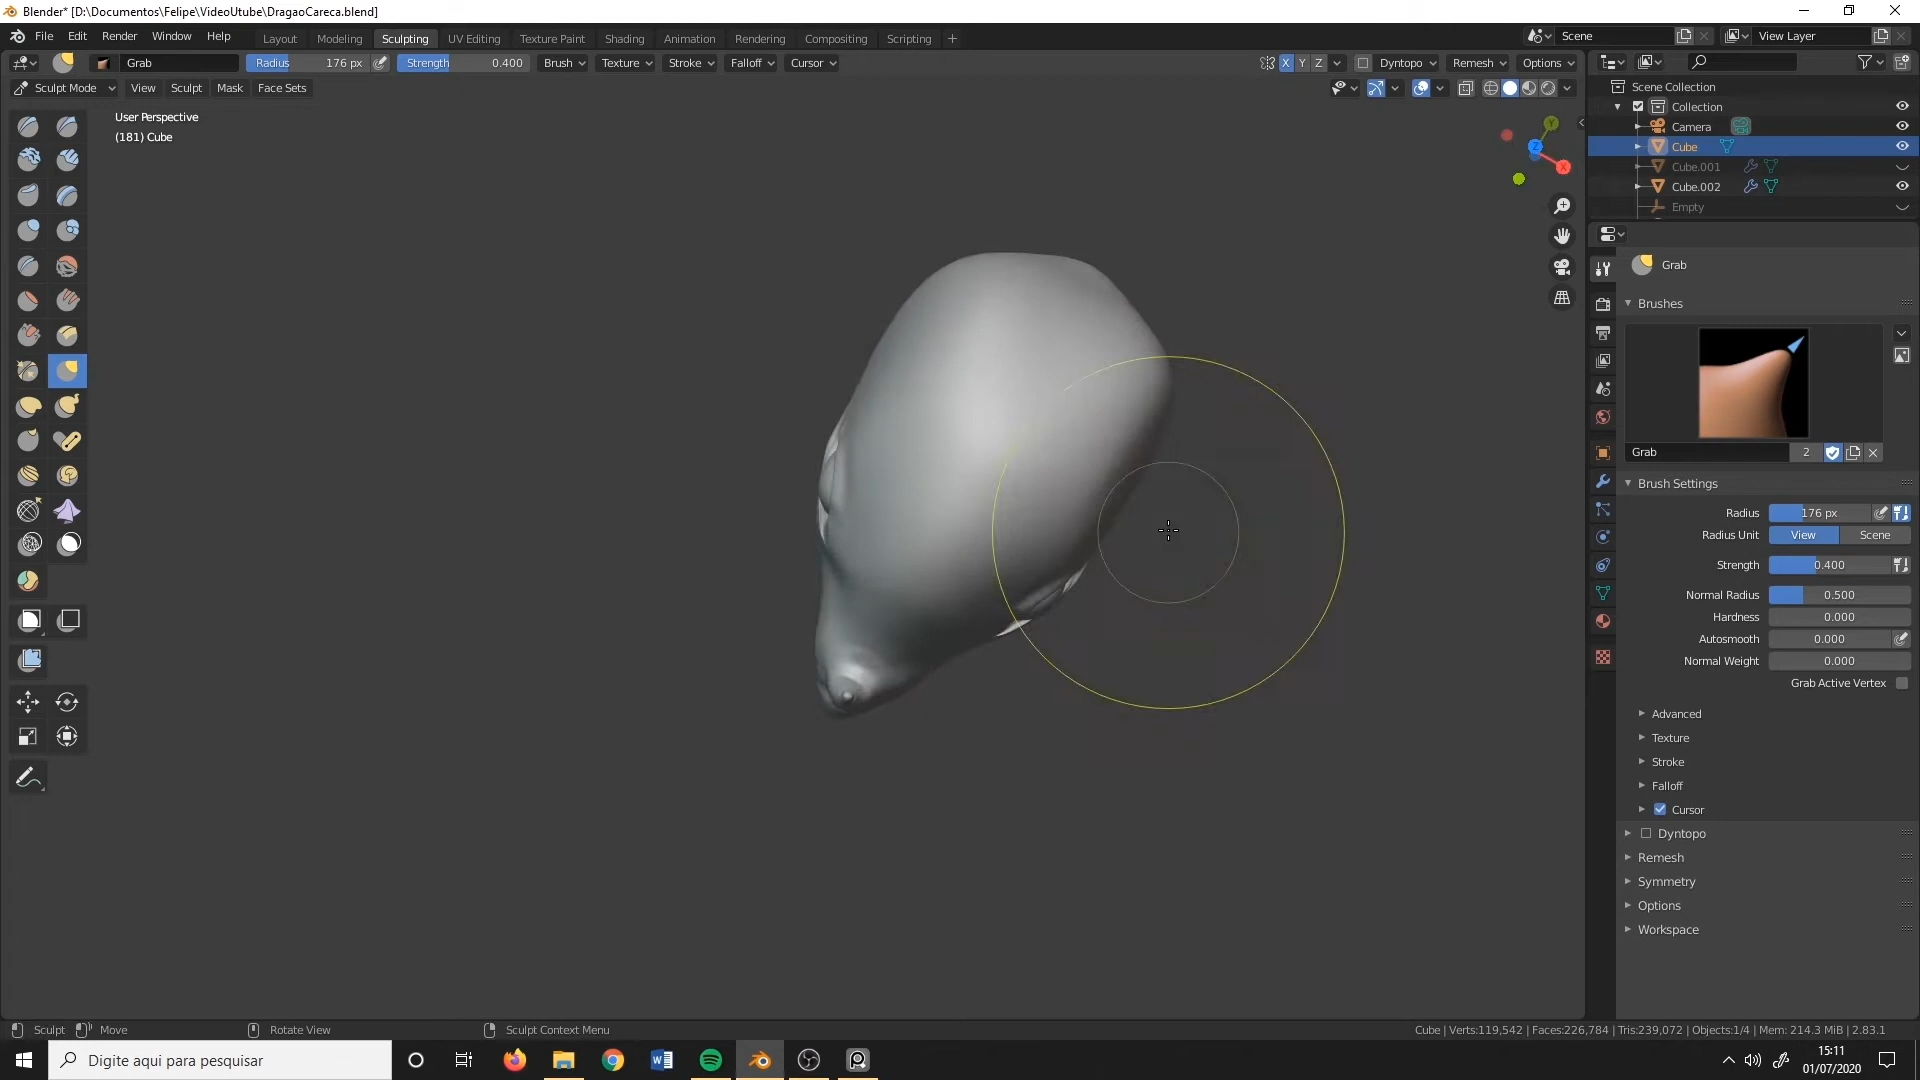 Blender* [D:\Documentos\Felipe\VideoUtube\DragaoCareca.blend]
File Edit Render Window Help Layout Modeling Sculpting UV Editing Texture Paint Shading Animation Rendering Compositing Scripting + Scene View Layer
Grab Radius 176 px Strength 0.400 Brush Texture Stroke Falloff Cursor X Y Z Dyntopo Remesh Options
Sculpt Mode View Sculpt Mask Face Sets
User Perspective
(181) Cube
Y
Z
X
Scene Collection
Collection
Camera
Cube
Cube.001
Cube.002
Empty
Grab
Brushes
Grab 2
Brush Settings
Radius 176 px
Radius Unit View Scene
Strength 0.400
Normal Radius 0.500
Hardness 0.000
Autosmooth 0.000
Normal Weight 0.000
Grab Active Vertex
Advanced
Texture
Stroke
Falloff
Cursor
Dyntopo
Remesh
Symmetry
Options
Workspace
Sculpt Move Rotate View Sculpt Context Menu Cube | Verts:119,542 | Faces:226,784 | Tris:239,072 | Objects:1/4 | Mem: 214.3 MiB | 2.83.1
Digite aqui para pesquisar
15:11
01/07/2020